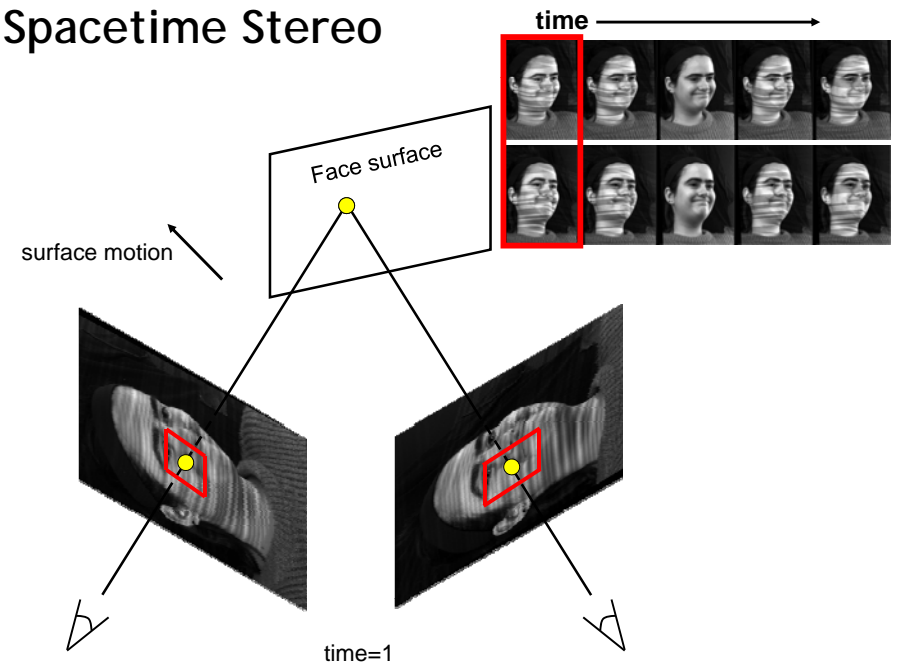 Spacetime Stereo
time
Face surface
surface motion
time=1